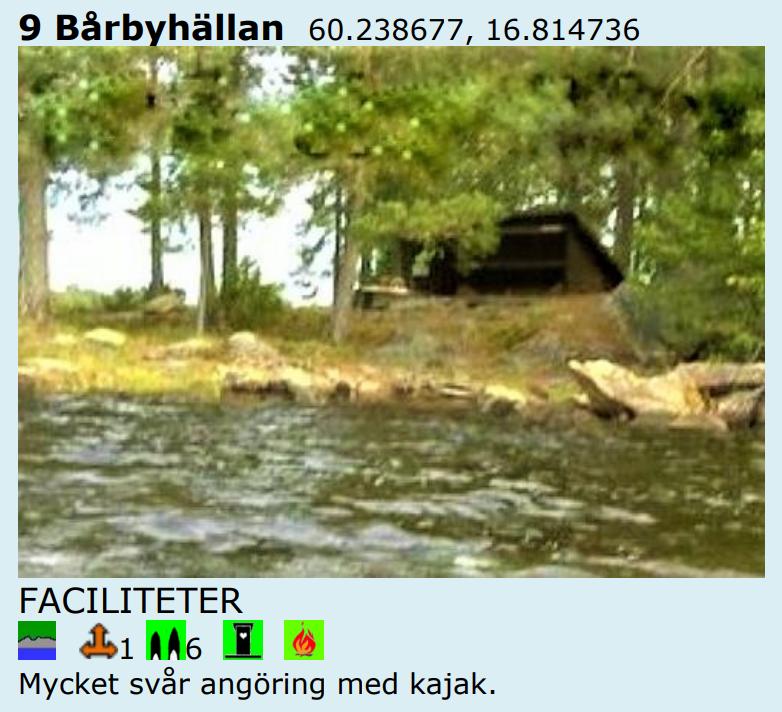 9 Bårbyhällan 60.238677, 16.814736
FACILITETER
1 6
Mycket svår angöring med kajak.